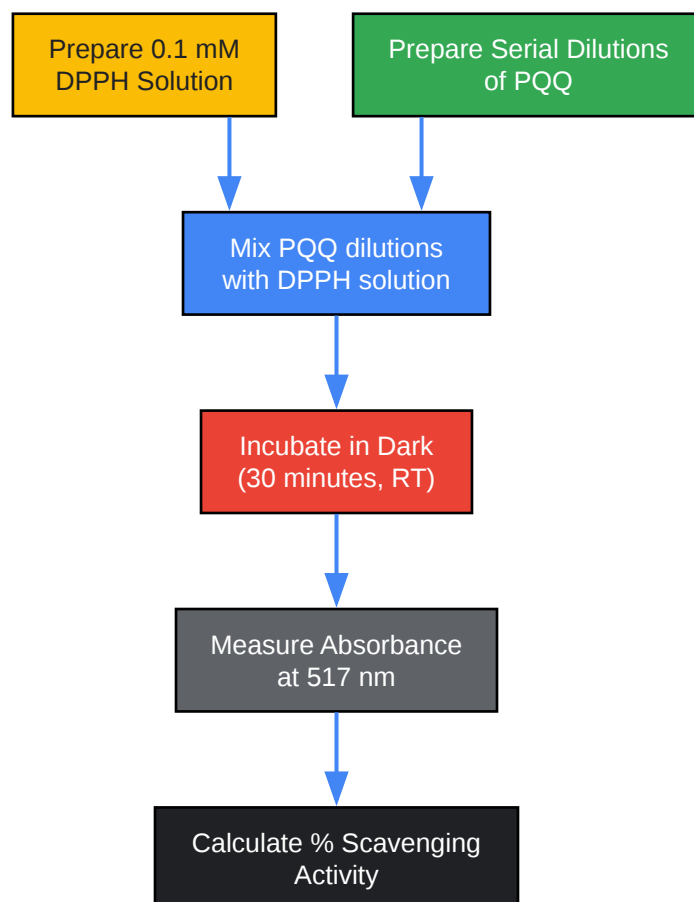 Prepare 0.1 mM
DPPH Solution
Prepare Serial Dilutions
of PQQ
Mix PQQ dilutions
with DPPH solution
Incubate in Dark
(30 minutes, RT)
Measure Absorbance
at 517 nm
Calculate % Scavenging
Activity